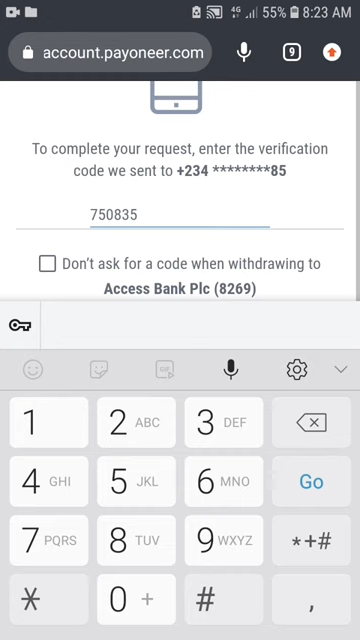 4G 55% 8:23 AM
account.payoneer.com 9
To complete your request, enter the verification
code we sent to +234 ********85
750835
Don't ask for a code when withdrawing to
Access Bank Plc (8269)
GIF
1 2 ABC 3 DEF
4 GHI 5 JKL 6 MNO Go
7 PQRS 8 TUV 9 WXYZ *+#
* 0 + # ,